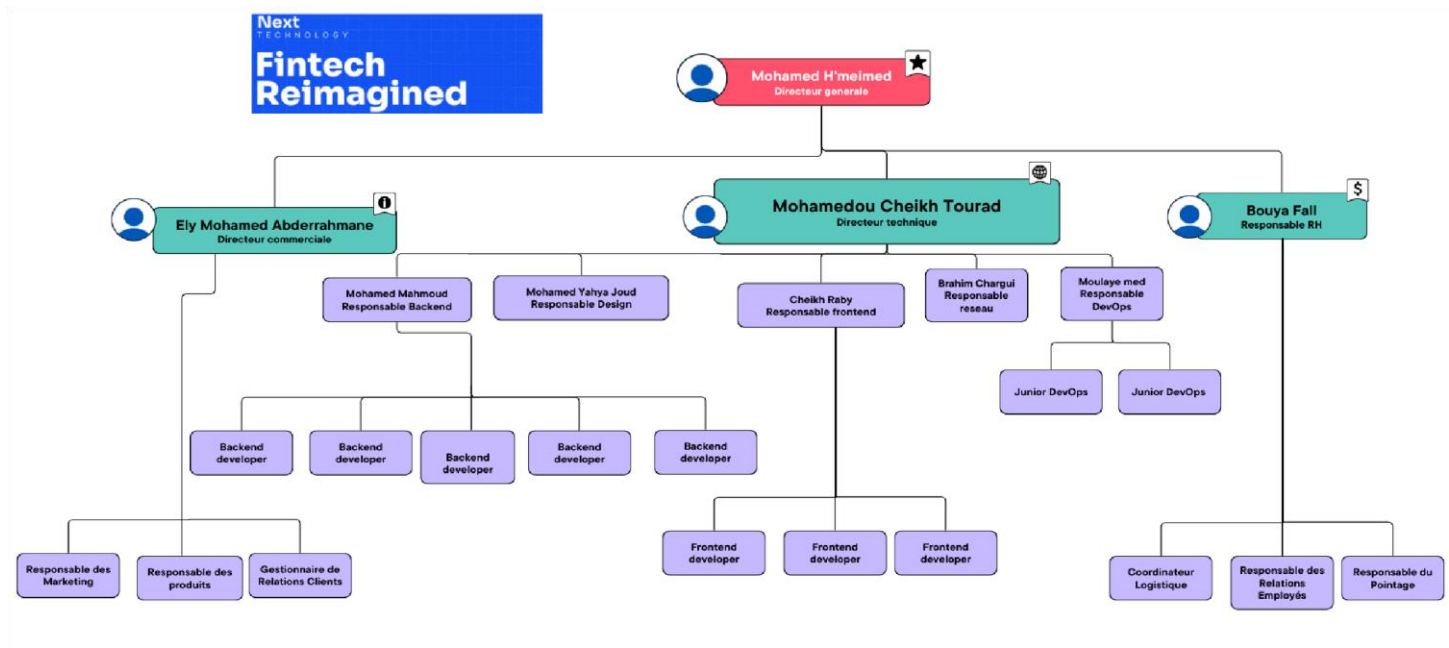 Next
TECHNOLOGY
Fintech
Reimagined
Mohamed H'meimed
Directeur generale
Ely Mohamed Abderrahmane
Directeur commerciale
Mohamedou Cheikh Tourad
Directeur technique
$
Bouya Fall
Responsable RH
Mohamed Mahmoud
Responsable Backend
Mohamed Yahya Joud
Responsable Design
Cheikh Raby
Responsable frontend
Brahim Chargui
Responsable
reseau
Moulaye med
Responsable
DevOps
Junior DevOps
Junior DevOps
Backend
developer
Backend
developer
Backend
developer
Backend
developer
Backend
developer
Frontend
developer
Frontend
developer
Frontend
developer
Responsable des
Marketing
Responsable des
produits
Gestionnaire de
Relations Clients
Coordinateur
Logistique
Responsable des
Relations
Employés
Responsable du
Pointage